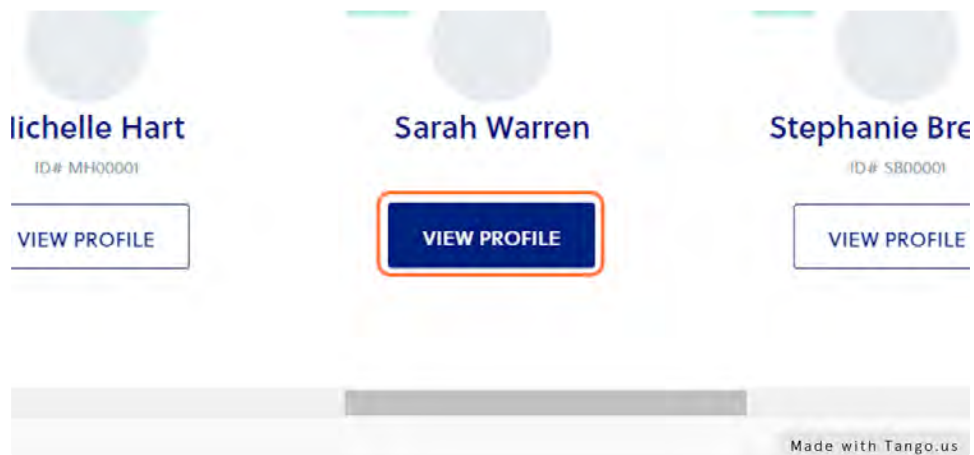 lichelle Hart
Sarah Warren
Stephanie Bre
ID# MH00001
ID# SB00001
VIEW PROFILE
VIEW PROFILE
VIEW PROFILE
Made with Tango.us